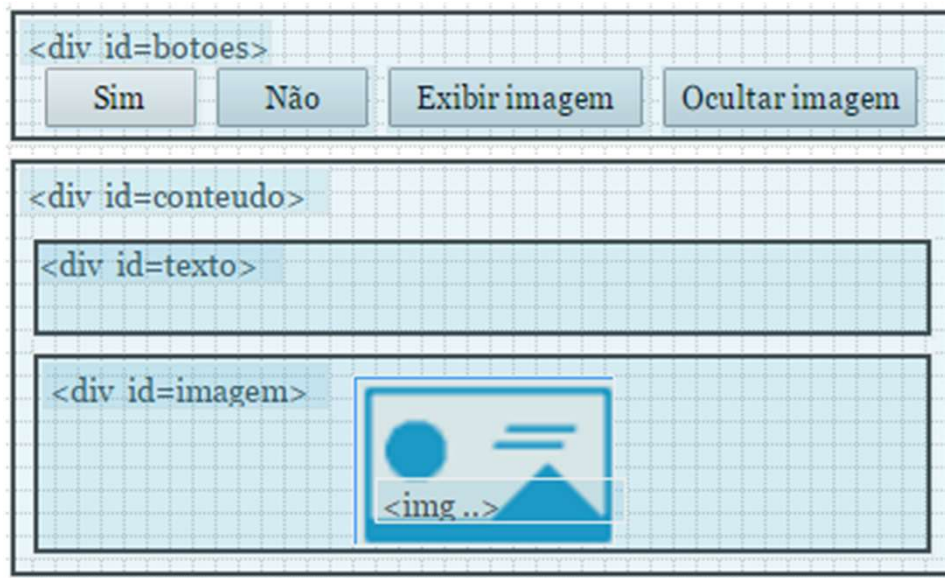 <div id=botoes>
Sim Não Exibir imagem Ocultar imagem
<div id=conteudo>
<div id=texto>
<div id=imagem>
<img ..>